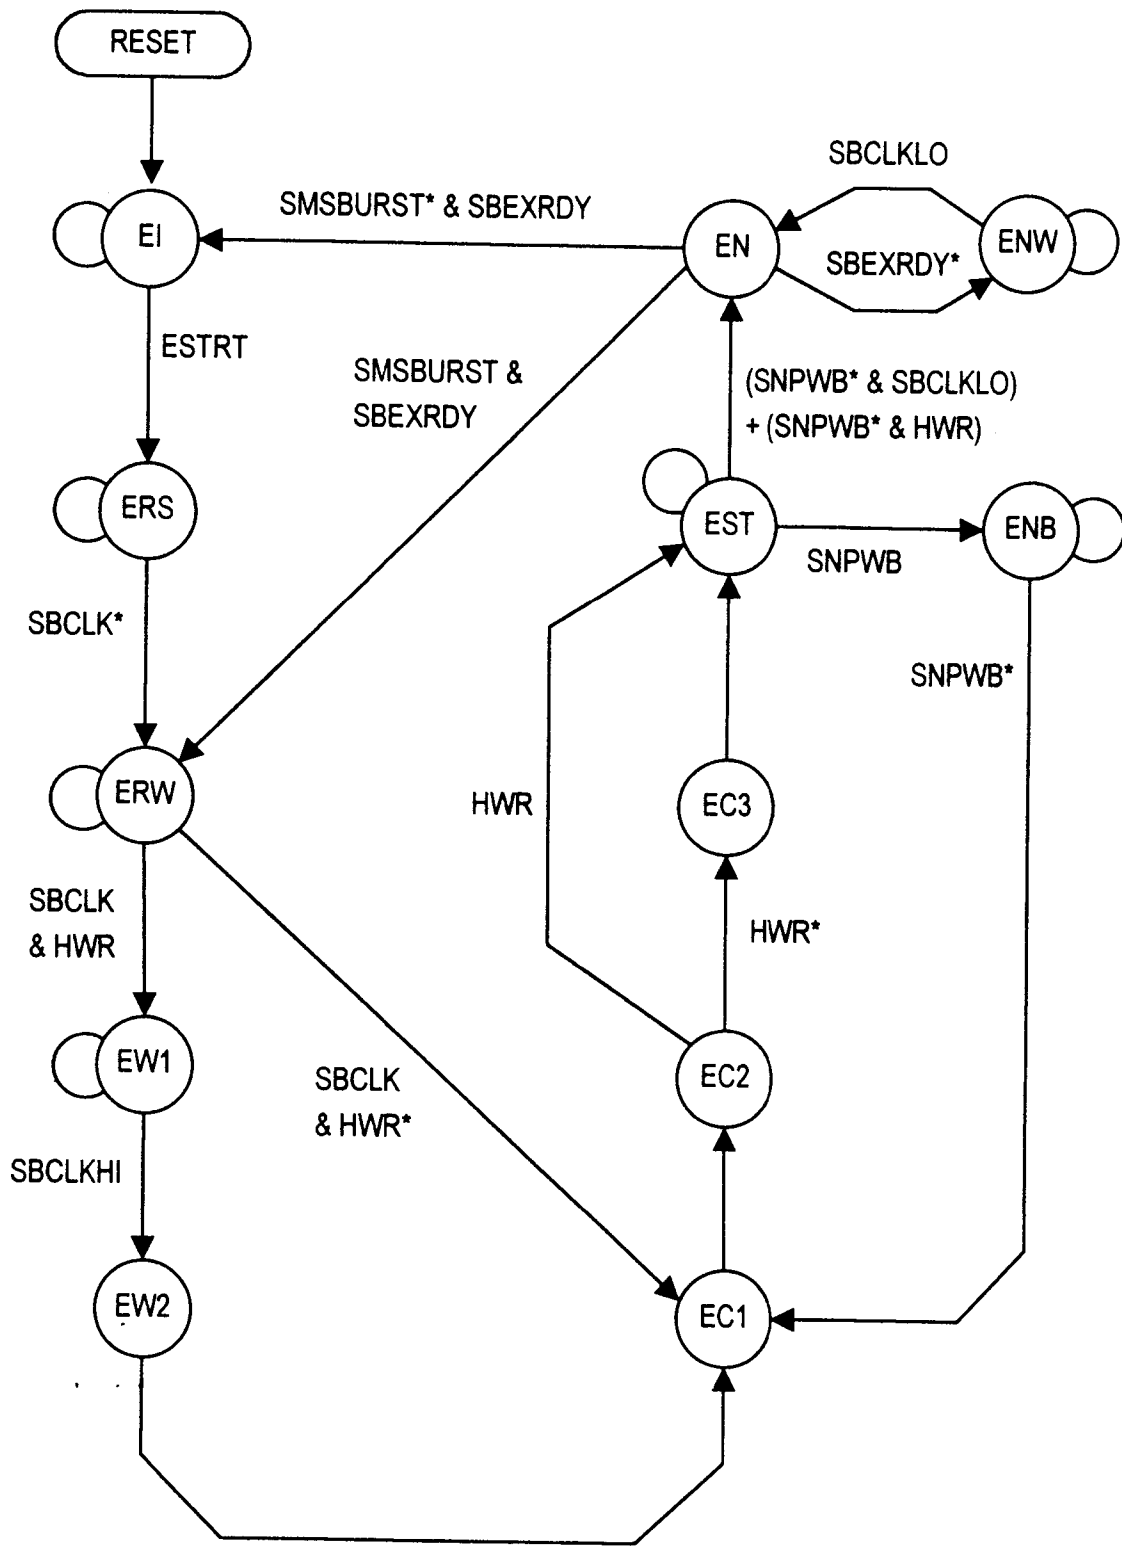 RESET
SBCLKLO
SMSBURST* & SBEXRDY
EI
EN
ENW
SBEXRDY*
ESTRT
SMSBURST &
SBEXRDY
(SNPWB* & SBCLKLO)
+ (SNPWB* & HWR)
ERS
EST
ENB
SNPWB
SBCLK*
SNPWB*
ERW
HWR
EC3
SBCLK
& HWR
HWR*
EW1
EC2
SBCLK
& HWR*
SBCLKHI
EW2
EC1